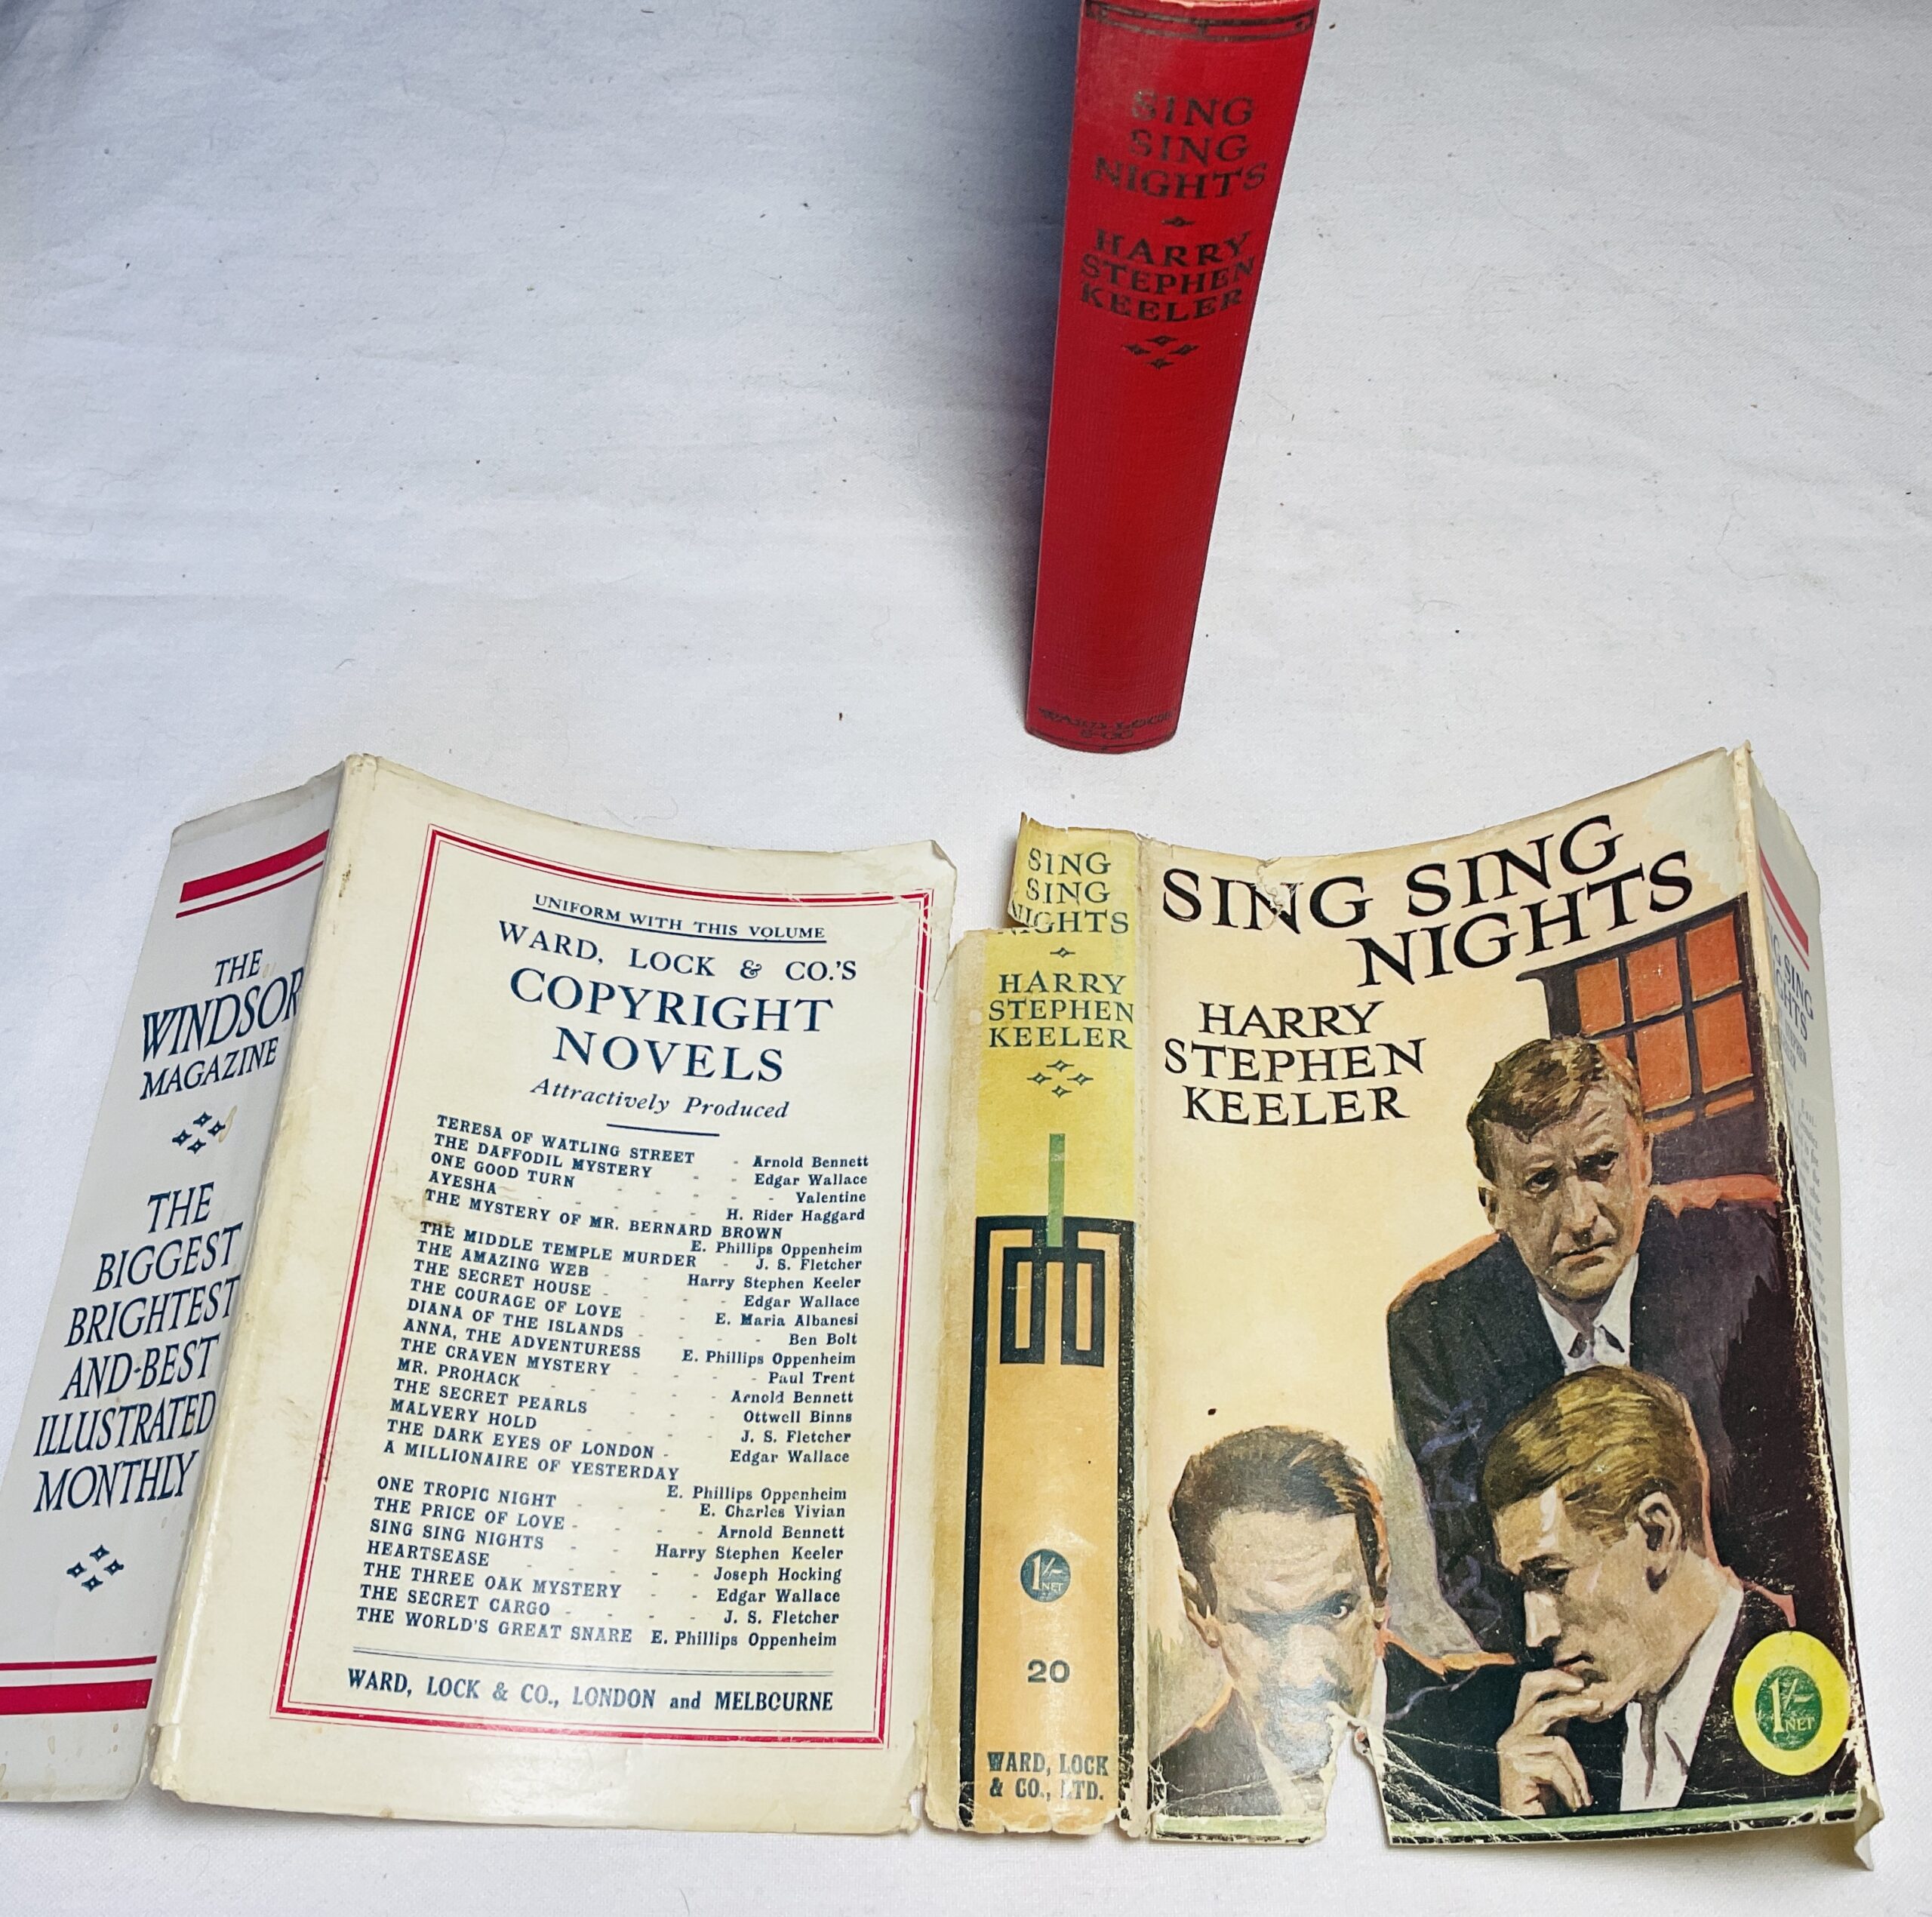 SING
SING
NIGHTS
HARRY
STEPHEN
KEELER
WARD·LOCK
& CO
THE
WINDSOR
MAGAZINE
THE
BIGGEST
BRIGHTEST
AND-BEST
ILLUSTRATED
MONTHLY
UNIFORM WITH THIS VOLUME
WARD, LOCK & CO.'S
COPYRIGHT
NOVELS
Attractively Produced
TERESA OF WATLING STREET - Arnold Bennett
THE DAFFODIL MYSTERY - - Edgar Wallace
ONE GOOD TURN - - - - - Valentine
AYESHA - - - - - - H. Rider Haggard
THE MYSTERY OF MR. BERNARD BROWN
E. Phillips Oppenheim
THE MIDDLE TEMPLE MURDER - J. S. Fletcher
THE AMAZING WEB - - - Harry Stephen Keeler
THE SECRET HOUSE - - - - Edgar Wallace
THE COURAGE OF LOVE - - - E. Maria Albanesi
DIANA OF THE ISLANDS - - - - Ben Bolt
ANNA, THE ADVENTURESS E. Phillips Oppenheim
THE CRAVEN MYSTERY - - - - Paul Trent
MR. PROHACK - - - - - Arnold Bennett
THE SECRET PEARLS - - - - Ottwell Binns
MALVERY HOLD - - - - - J. S. Fletcher
THE DARK EYES OF LONDON - Edgar Wallace
A MILLIONAIRE OF YESTERDAY
E. Phillips Oppenheim
ONE TROPIC NIGHT - - - E. Charles Vivian
THE PRICE OF LOVE - - - - Arnold Bennett
SING SING NIGHTS - - Harry Stephen Keeler
HEARTSEASE - - - - - Joseph Hocking
THE THREE OAK MYSTERY - - Edgar Wallace
THE SECRET CARGO - - - - J. S. Fletcher
THE WORLD'S GREAT SNARE E. Phillips Oppenheim
WARD, LOCK & CO., LONDON and MELBOURNE
SING
SING
NIGHTS
HARRY
STEPHEN
KEELER
1/-
NET
20
WARD, LOCK
& CO., LTD.
SING SING
NIGHTS
HARRY
STEPHEN
KEELER
1/-
NET